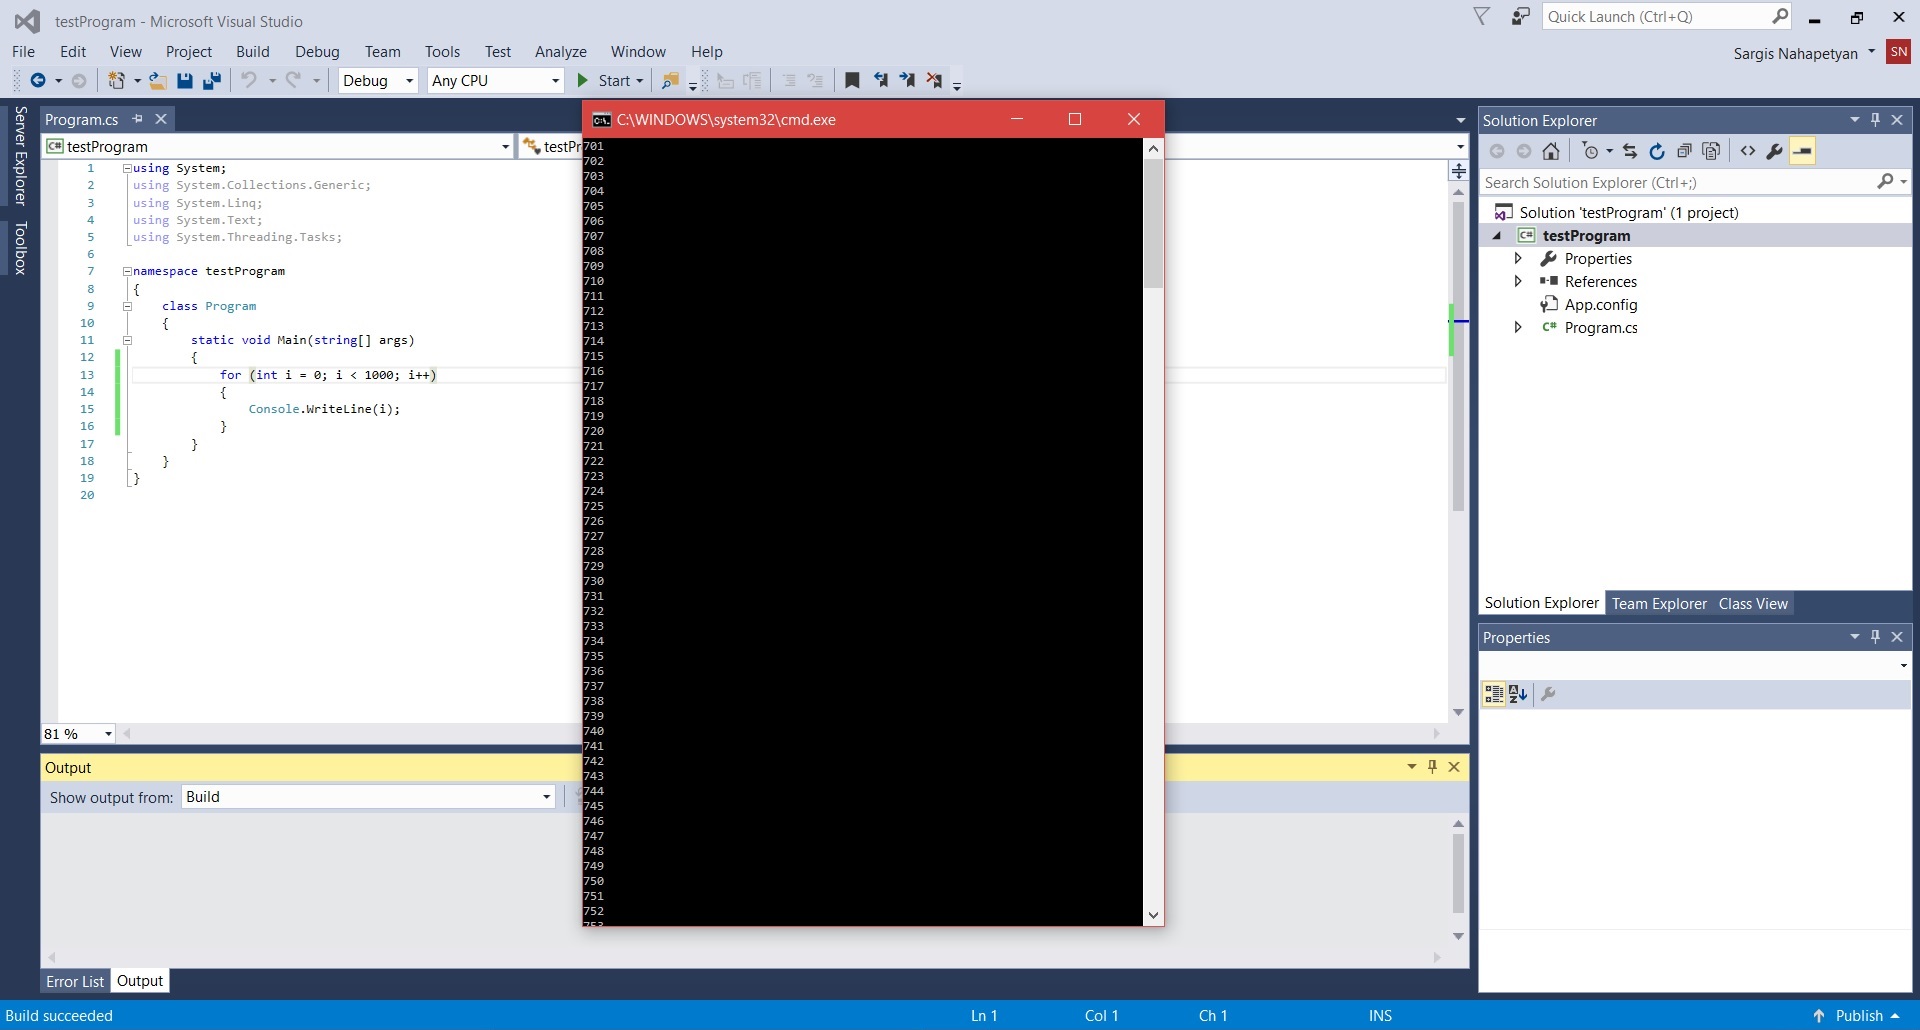 testProgram - Microsoft Visual Studio
Quick Launch (Ctrl+Q)
File Edit View Project Build Debug Team Tools Test Analyze Window Help
Sargis Nahapetyan SN
Debug Any CPU Start
Server Explorer
Toolbox
Program.cs
testProgram
testPr
1 using System;
2 using System.Collections.Generic;
3 using System.Linq;
4 using System.Text;
5 using System.Threading.Tasks;
6
7 namespace testProgram
8 {
9 class Program
10 {
11 static void Main(string[] args)
12 {
13 for (int i = 0; i < 1000; i++)
14 {
15 Console.WriteLine(i);
16 }
17 }
18 }
19 }
20
81 %
Output
Show output from: Build
Error List Output
C:\WINDOWS\system32\cmd.exe
701
702
703
704
705
706
707
708
709
710
711
712
713
714
715
716
717
718
719
720
721
722
723
724
725
726
727
728
729
730
731
732
733
734
735
736
737
738
739
740
741
742
743
744
745
746
747
748
749
750
751
752
753
Solution Explorer
Search Solution Explorer (Ctrl+;)
Solution 'testProgram' (1 project)
C# testProgram
Properties
References
App.config
C# Program.cs
Solution Explorer Team Explorer Class View
Properties
Build succeeded Ln 1 Col 1 Ch 1 INS Publish